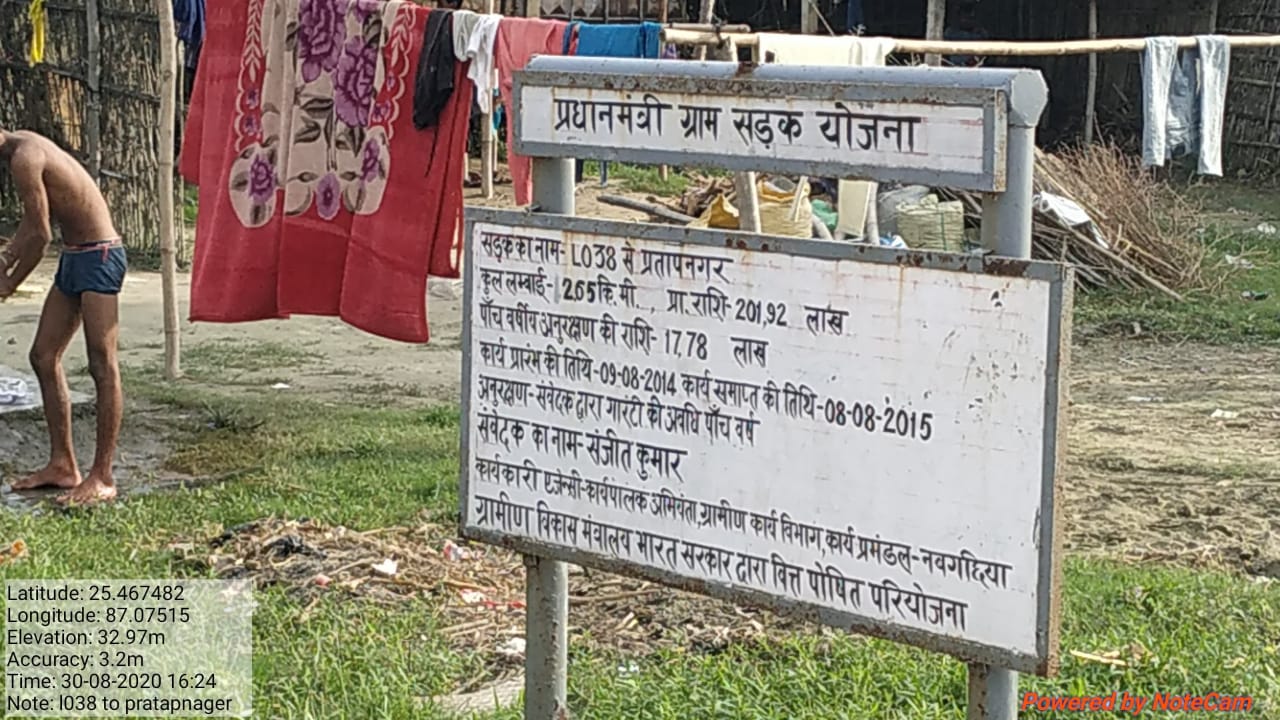 प्रधानमंत्री ग्राम सड़क योजना
सड़क का नाम- L038 से प्रतापनगर
कुल लम्बाई- 1.265 कि.मी., प्रा. राशि-201.92 लाख
पाँच वर्षीय अनुरक्षण की राशि- 17.78 लाख
कार्य प्रारंभ की तिथि-09-08-2014 कार्य समाप्त की तिथि-08-08-2015
अनुरक्षण-संवेदक द्वारा गारंटी की अवधि पाँच वर्ष
संवेदक का नाम-संजीत कुमार
कार्यकारी एजेन्सी-कार्यपालक अभियंता,ग्रामीण कार्य विभाग,कार्य प्रमंडल-नवगछिया
ग्रामीण विकास मंत्रालय भारत सरकार द्वारा वित्त पोषित परियोजना
Latitude: 25.467482
Longitude: 87.07515
Elevation: 32.97m
Accuracy: 3.2m
Time: 30-08-2020 16:24
Note: l038 to pratapnager
Powered by NoteCam